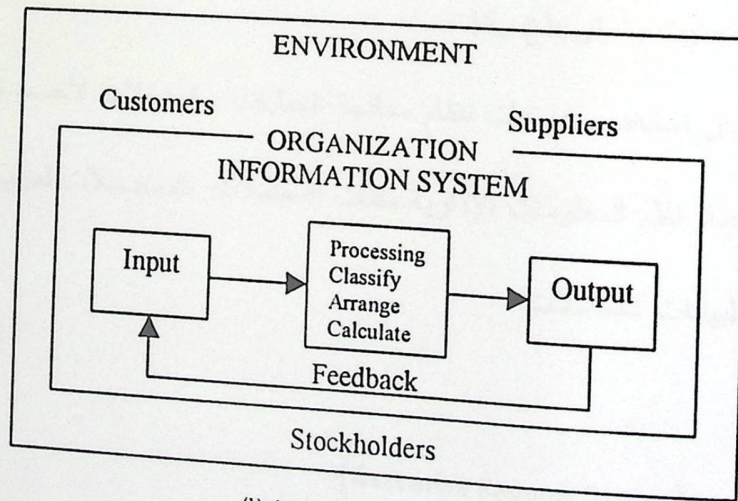 ENVIRONMENT
Customers
Suppliers
ORGANIZATION
INFORMATION SYSTEM
Input
Processing
Classify
Arrange
Calculate
Output
Feedback
Stockholders